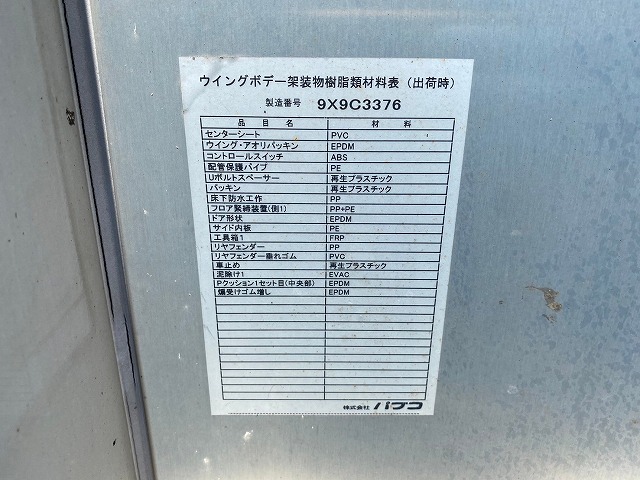 ウイングボデー架装物樹脂類材料表（出荷時）
製造番号 9X9C3376
品目名 材料
センターシート PVC
ウイング・アオリパッキン EPDM
コントロールスイッチ ABS
配管保護パイプ PE
Uボルトスペーサー 再生プラスチック
パッキン 再生プラスチック
床下防水工作 PP
フロア緊締装置(側1) PP+PE
ドア形状 EPDM
サイド内板 PE
工具箱1 FRP
リヤフェンダー PP
リヤフェンダー垂れゴム PVC
車止め 再生プラスチック
泥除け1 EVAC
Pクッション1セット目(中央部) EPDM
煽受けゴム増し EPDM
株式会社 パブコ